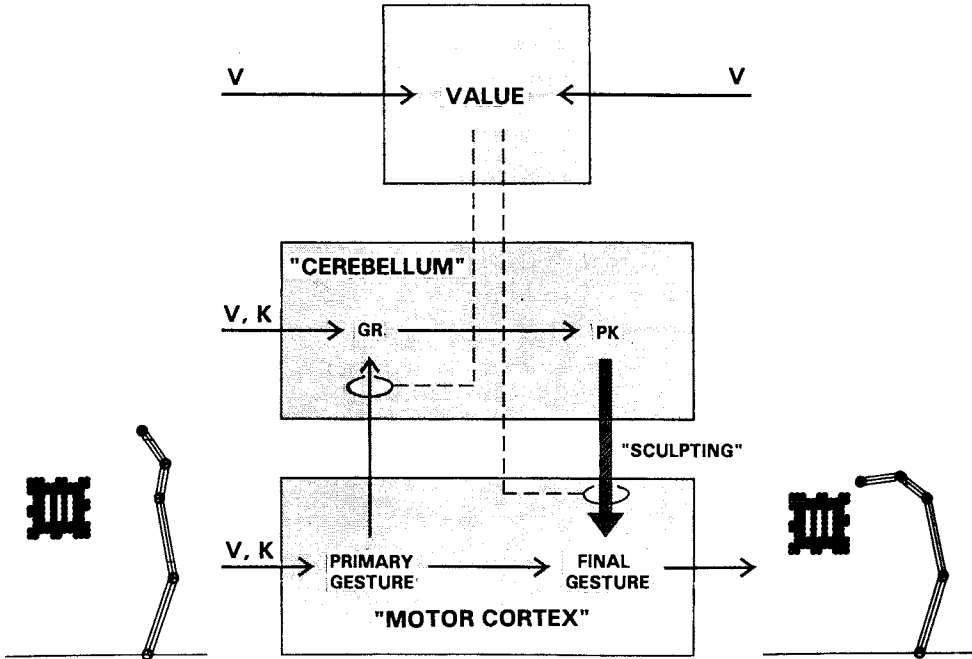 V
V
VALUE
"CEREBELLUM"
V, K
GR
PK
"SCULPTING"
V, K
PRIMARY
GESTURE
FINAL
GESTURE
"MOTOR CORTEX"